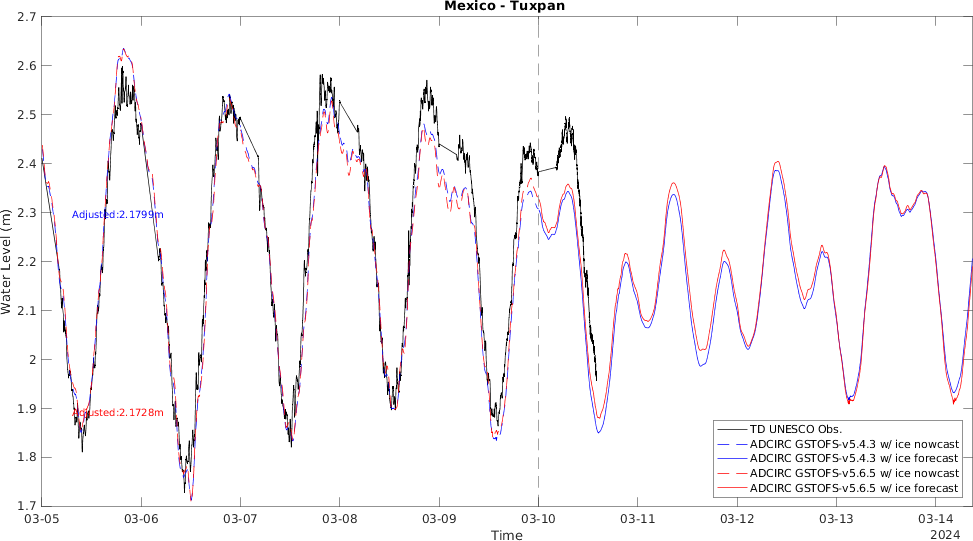 Mexico - Tuxpan
2.7
2.6
2.5
2.4
2.3
2.2
2.1
2
1.9
1.8
1.7
Water Level (m)
Adjusted:2.1799m
Adjusted:2.1728m
TD UNESCO Obs.
ADCIRC GSTOFS-v5.4.3 w/ ice nowcast
ADCIRC GSTOFS-v5.4.3 w/ ice forecast
ADCIRC GSTOFS-v5.6.5 w/ ice nowcast
ADCIRC GSTOFS-v5.6.5 w/ ice forecast
03-05 03-06 03-07 03-08 03-09 03-10 03-11 03-12 03-13 03-14
Time
2024